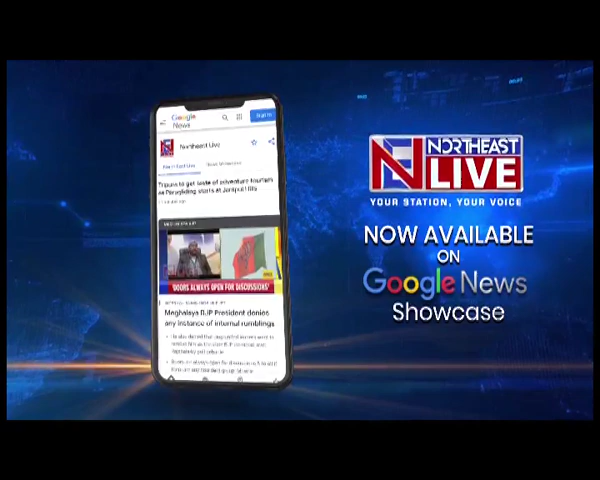 Google
News
Sign in
Northeast Live
Tripura to get taste of adventure tourism
as Paragliding starts at Jampui Hills
'DOORS ALWAYS OPEN FOR DISCUSSIONS'
Meghalaya BJP President denies
any instance of internal rumblings
NORTHEAST
LIVE
YOUR STATION, YOUR VOICE
NOW AVAILABLE
ON
Google News
Showcase